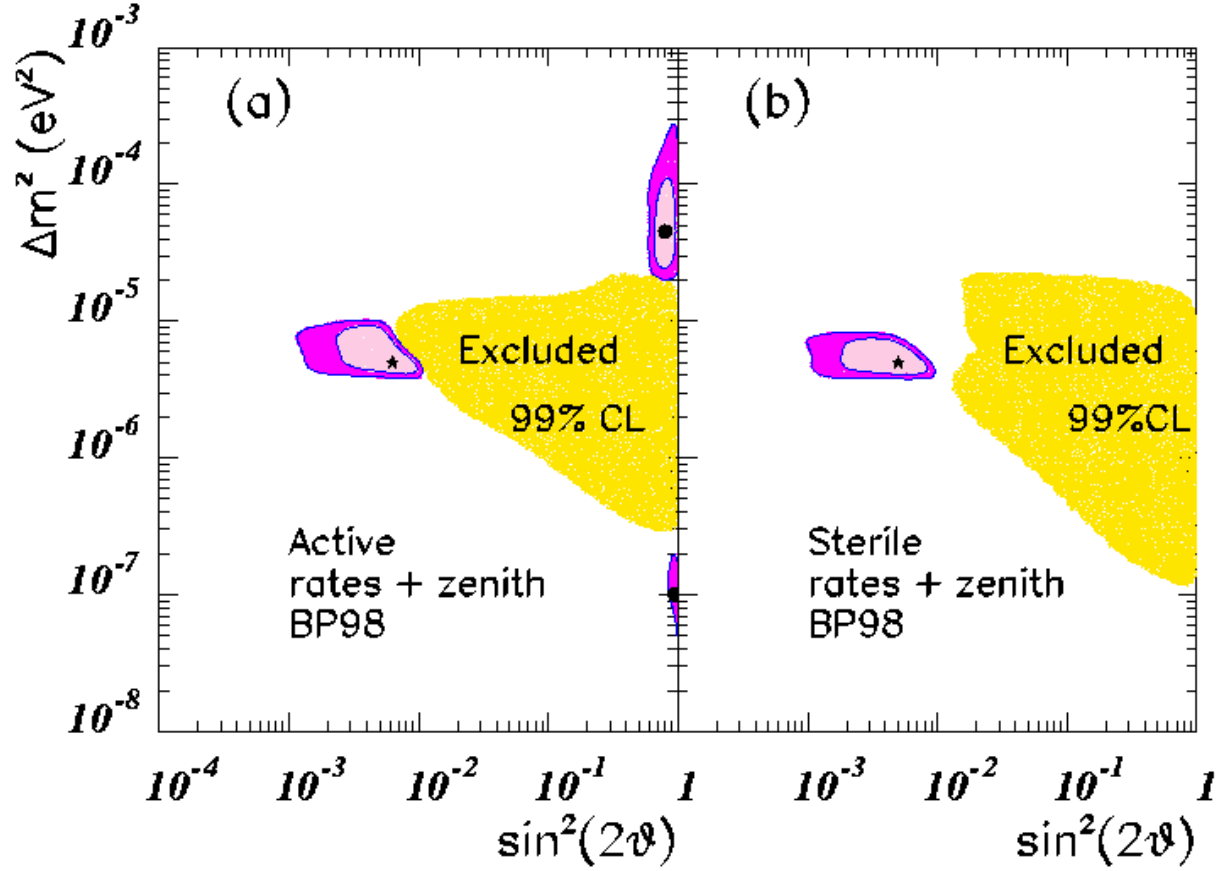 10⁻³
(a)
(b)
Δm² (eV²)
10⁻⁴
10⁻⁵
Excluded
99% CL
Excluded
99%CL
10⁻⁶
Active
rates + zenith
BP98
Sterile
rates + zenith
BP98
10⁻⁷
10⁻⁸
10⁻⁴ 10⁻³ 10⁻² 10⁻¹ 1 10⁻³ 10⁻² 10⁻¹ 1
sin²(2ϑ) sin²(2ϑ)